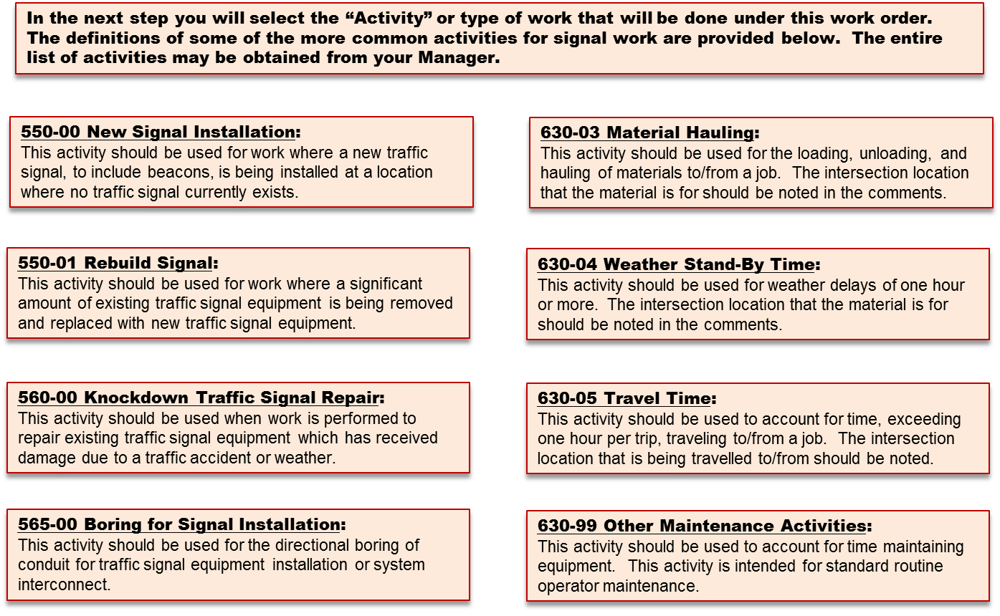 In the next step you will select the “Activity” or type of work that will be done under this work order.
The definitions of some of the more common activities for signal work are provided below.  The entire
list of activities may be obtained from your Manager.
550-00 New Signal Installation:
This activity should be used for work where a new traffic
signal, to include beacons, is being installed at a location
where no traffic signal currently exists.
550-01 Rebuild Signal:
This activity should be used for work where a significant
amount of existing traffic signal equipment is being removed
and replaced with new traffic signal equipment.
560-00 Knockdown Traffic Signal Repair:
This activity should be used when work is performed to
repair existing traffic signal equipment which has received
damage due to a traffic accident or weather.
565-00 Boring for Signal Installation:
This activity should be used for the directional boring of
conduit for traffic signal equipment installation or system
interconnect.
630-03 Material Hauling:
This activity should be used for the loading, unloading, and
hauling of materials to/from a job.  The intersection location
that the material is for should be noted in the comments.
630-04 Weather Stand-By Time:
This activity should be used for weather delays of one hour
or more.  The intersection location that the material is for
should be noted in the comments.
630-05 Travel Time:
This activity should be used to account for time, exceeding
one hour per trip, traveling to/from a job.  The intersection
location that is being travelled to/from should be noted.
630-99 Other Maintenance Activities:
This activity should be used to account for time maintaining
equipment.  This activity is intended for standard routine
operator maintenance.